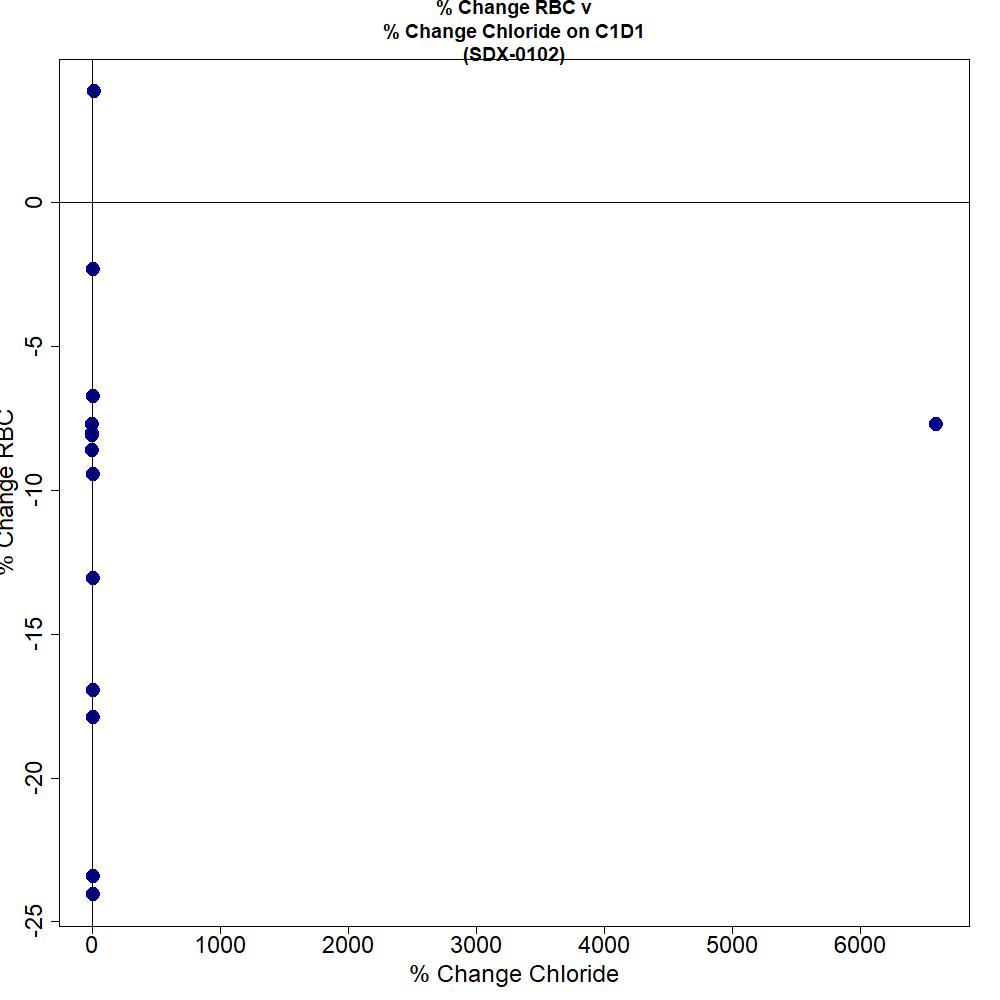 % Change RBC v
% Change Chloride on C1D1
(SDX-0102)
0
-5
-10
-15
-20
-25
% Change RBC
0 1000 2000 3000 4000 5000 6000
% Change Chloride